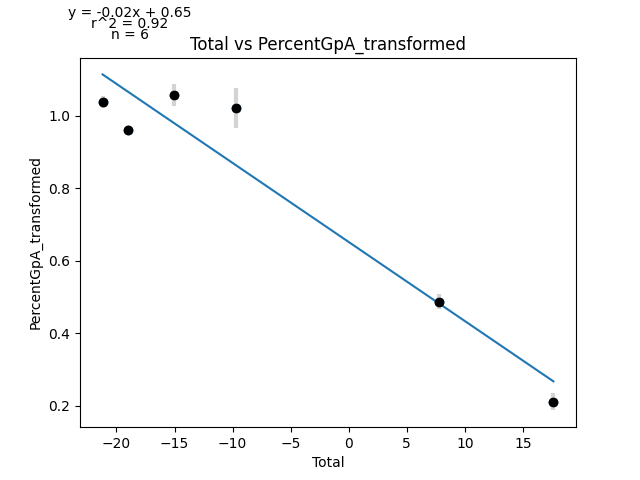 y = -0.02x + 0.65
r^2 = 0.92
n = 6
Total vs PercentGpA_transformed
PercentGpA_transformed
1.0
0.8
0.6
0.4
0.2
−20
−15
−10
−5
0
5
10
15
Total